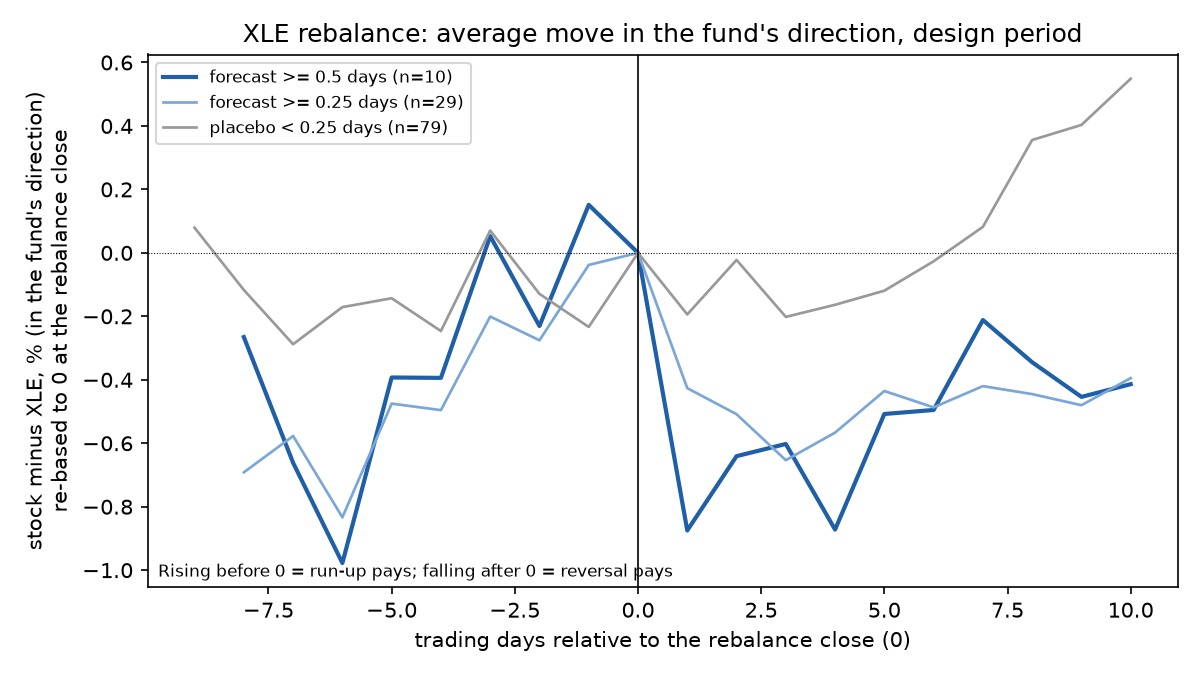 XLE rebalance: average move in the fund's direction, design period
forecast >= 0.5 days (n=10)
forecast >= 0.25 days (n=29)
placebo < 0.25 days (n=79)
stock minus XLE, % (in the fund's direction)
re-based to 0 at the rebalance close
0.6
0.4
0.2
0.0
−0.2
−0.4
−0.6
−0.8
−1.0
Rising before 0 = run-up pays; falling after 0 = reversal pays
−7.5 −5.0 −2.5 0.0 2.5 5.0 7.5 10.0
trading days relative to the rebalance close (0)